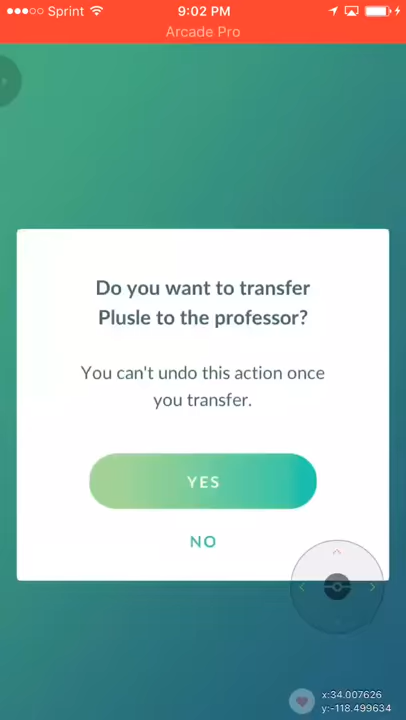 Sprint
9:02 PM
Arcade Pro
Do you want to transfer
Plusle to the professor?
You can't undo this action once
you transfer.
YES
NO
x:34.007626
y:-118.499634